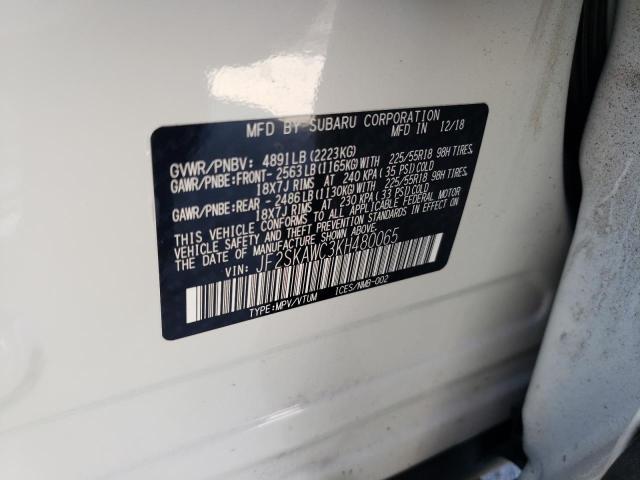 MFD BY SUBARU CORPORATION
MFD IN 12/18
GVWR/PNBV: 4891LB(2223KG)
GAWR/PNBE:FRONT- 2563LB(1165KG)WITH 225/55R18 98H TIRES,
18X7J RIMS AT 240 KPA(35 PSI)COLD
GAWR/PNBE:REAR - 2486LB(1130KG)WITH 225/55R18 98H TIRES,
18X7J RIMS AT 230 KPA(33 PSI)COLD
THIS VEHICLE CONFORMS TO ALL APPLICABLE FEDERAL MOTOR
VEHICLE SAFETY AND THEFT PREVENTION STANDARDS IN EFFECT ON
THE DATE OF MANUFACTURE SHOWN ABOVE.
VIN: JF2SKAWC3KH480065
TYPE:MPV/VTUM ICES/NMB-002